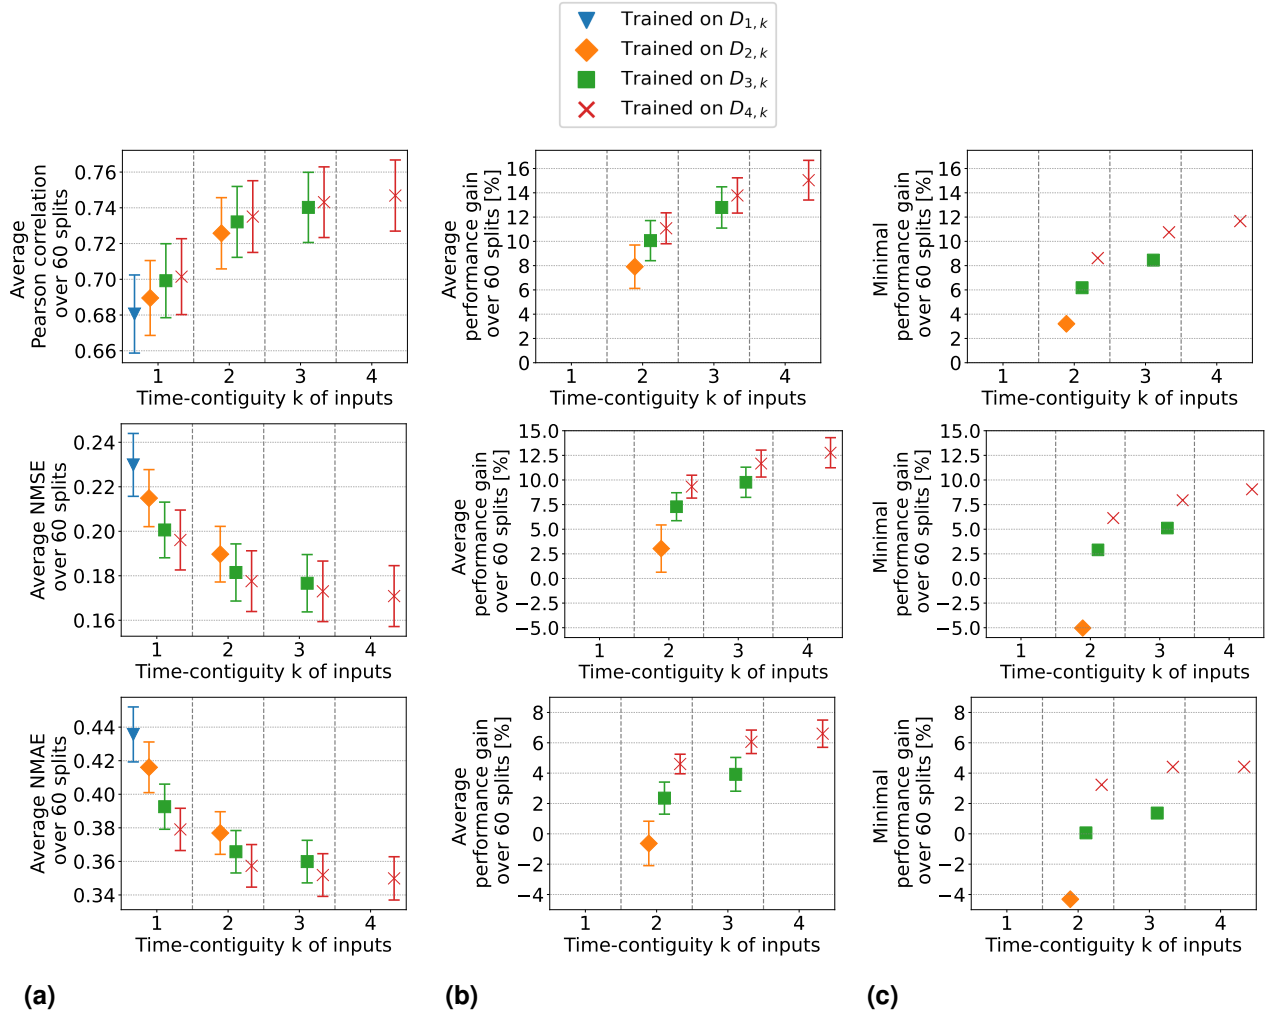 Trained on D1,k
Trained on D2,k
Trained on D3,k
Trained on D4,k
Average
Pearson correlation
over 60 splits
0.76
0.74
0.72
0.70
0.68
0.66
1 2 3 4
Time-contiguity k of inputs
Average
performance gain
over 60 splits [%]
16
14
12
10
8
6
4
2
0
1 2 3 4
Time-contiguity k of inputs
Minimal
performance gain
over 60 splits [%]
16
14
12
10
8
6
4
2
0
1 2 3 4
Time-contiguity k of inputs
Average NMSE
over 60 splits
0.24
0.22
0.20
0.18
0.16
1 2 3 4
Time-contiguity k of inputs
Average
performance gain
over 60 splits [%]
15.0
12.5
10.0
7.5
5.0
2.5
0.0
−2.5
−5.0
1 2 3 4
Time-contiguity k of inputs
Minimal
performance gain
over 60 splits [%]
15.0
12.5
10.0
7.5
5.0
2.5
0.0
−2.5
−5.0
1 2 3 4
Time-contiguity k of inputs
Average NMAE
over 60 splits
0.44
0.42
0.40
0.38
0.36
0.34
1 2 3 4
Time-contiguity k of inputs
Average
performance gain
over 60 splits [%]
8
6
4
2
0
−2
−4
1 2 3 4
Time-contiguity k of inputs
Minimal
performance gain
over 60 splits [%]
8
6
4
2
0
−2
−4
1 2 3 4
Time-contiguity k of inputs
(a) (b) (c)